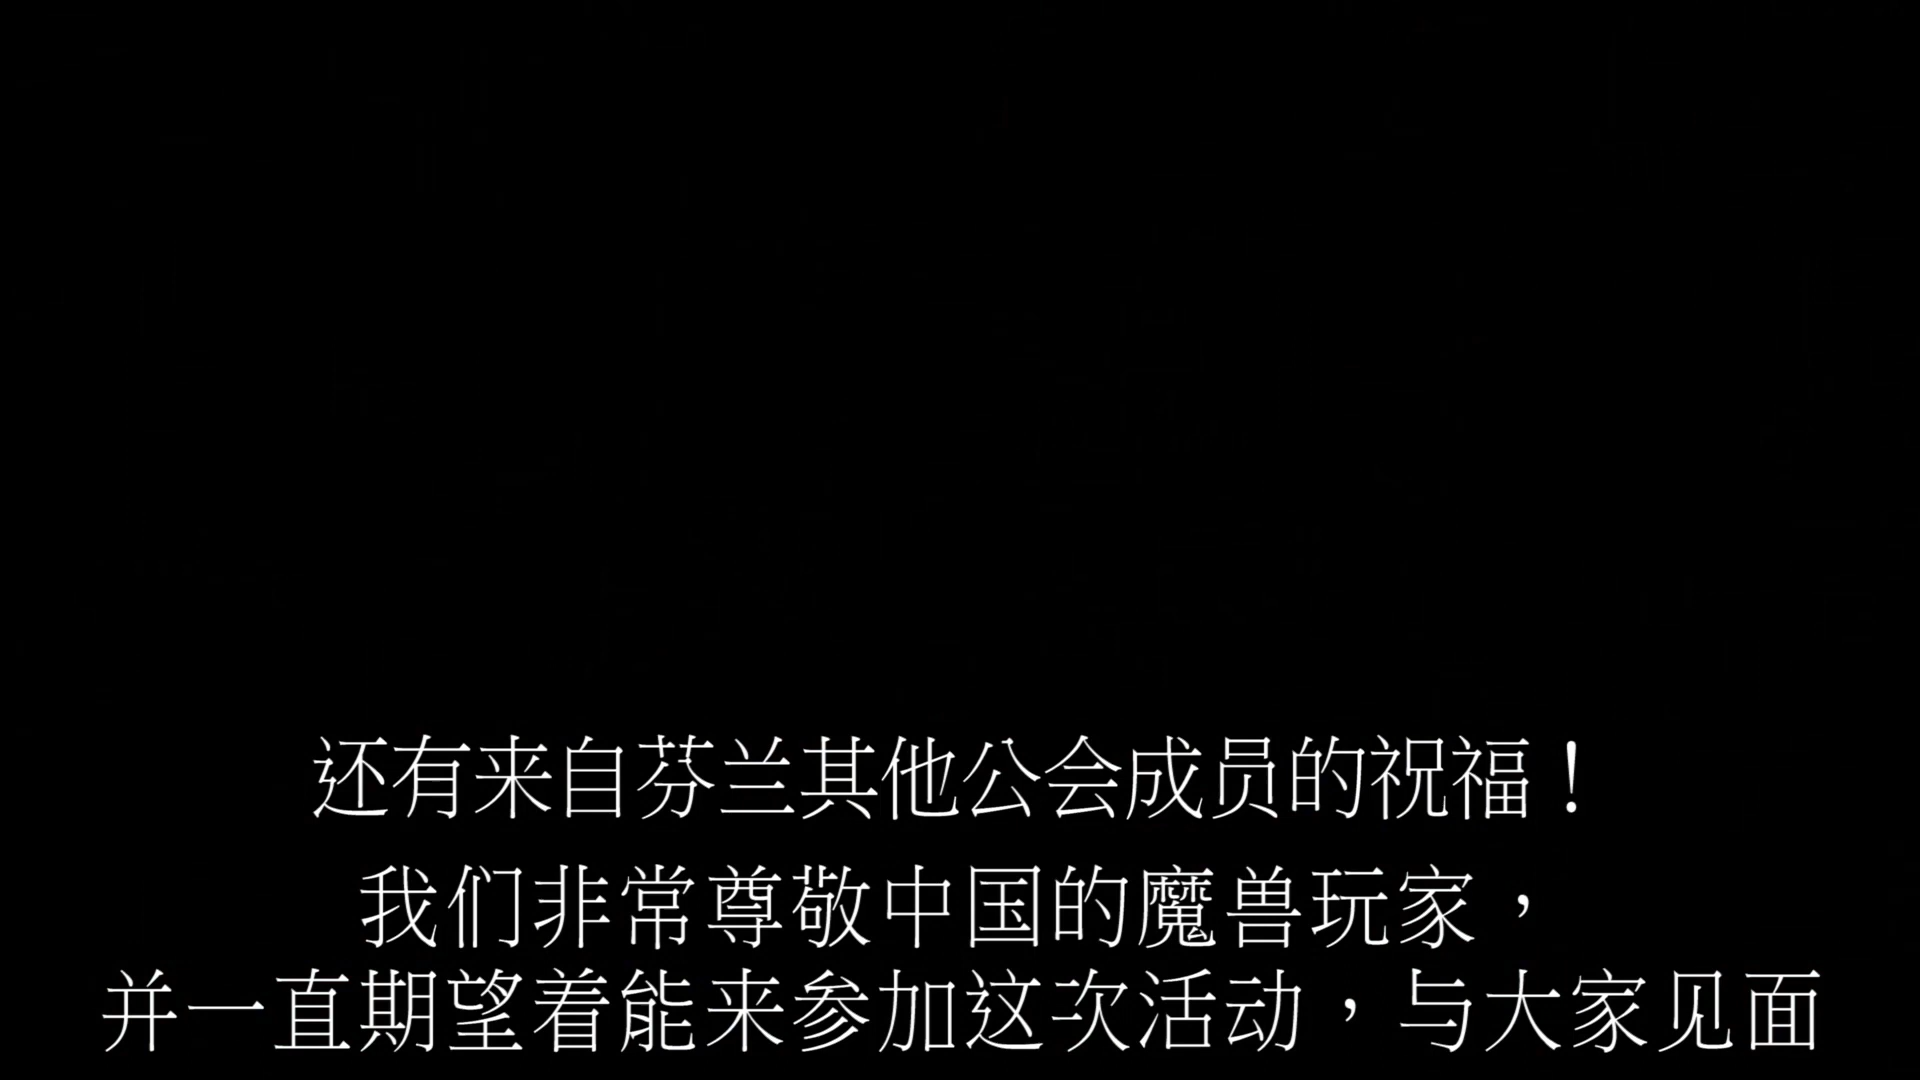 还有来自芬兰其他公会成员的祝福！
我们非常尊敬中国的魔兽玩家，
并一直期望着能来参加这次活动，与大家见面